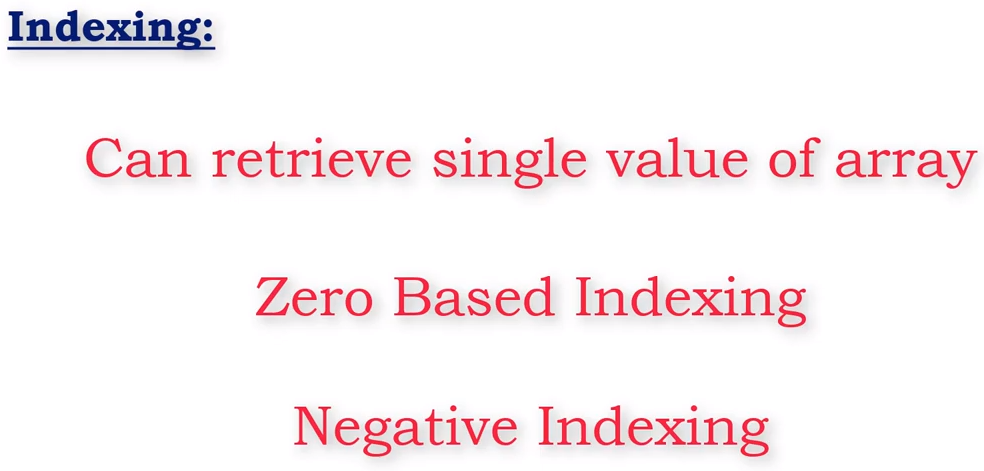 Indexing:
Can retrieve single value of array
Zero Based Indexing
Negative Indexing